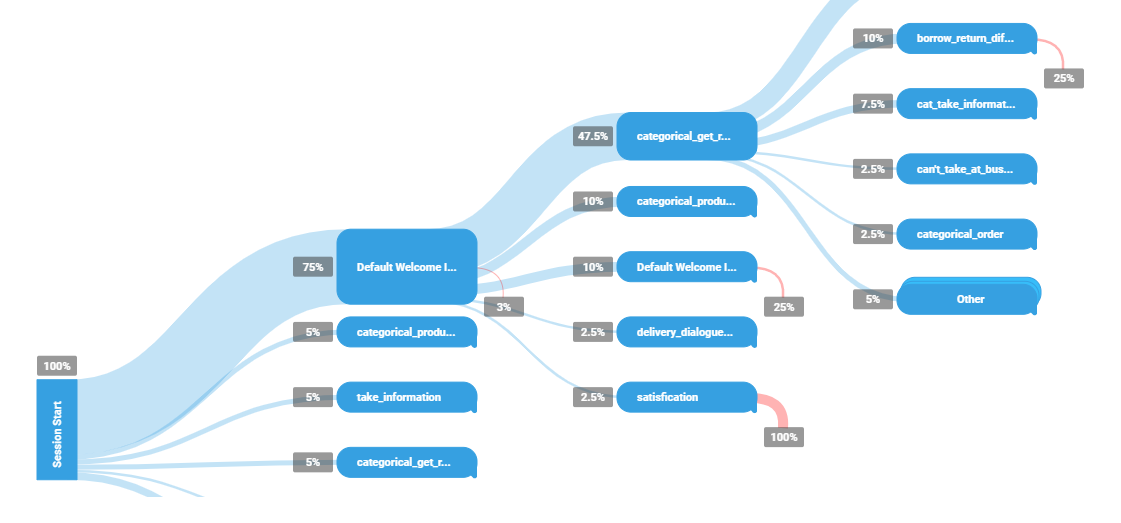 100%
Session Start
75%
Default Welcome I...
3%
5%
categorical_produ...
5%
take_information
5%
categorical_get_r...
47.5%
categorical_get_r...
10%
categorical_produ...
10%
Default Welcome I...
25%
2.5%
delivery_dialogue...
2.5%
satisfication
100%
10%
borrow_return_dif...
25%
7.5%
cat_take_informat...
2.5%
can't_take_at_bus...
2.5%
categorical_order
5%
Other